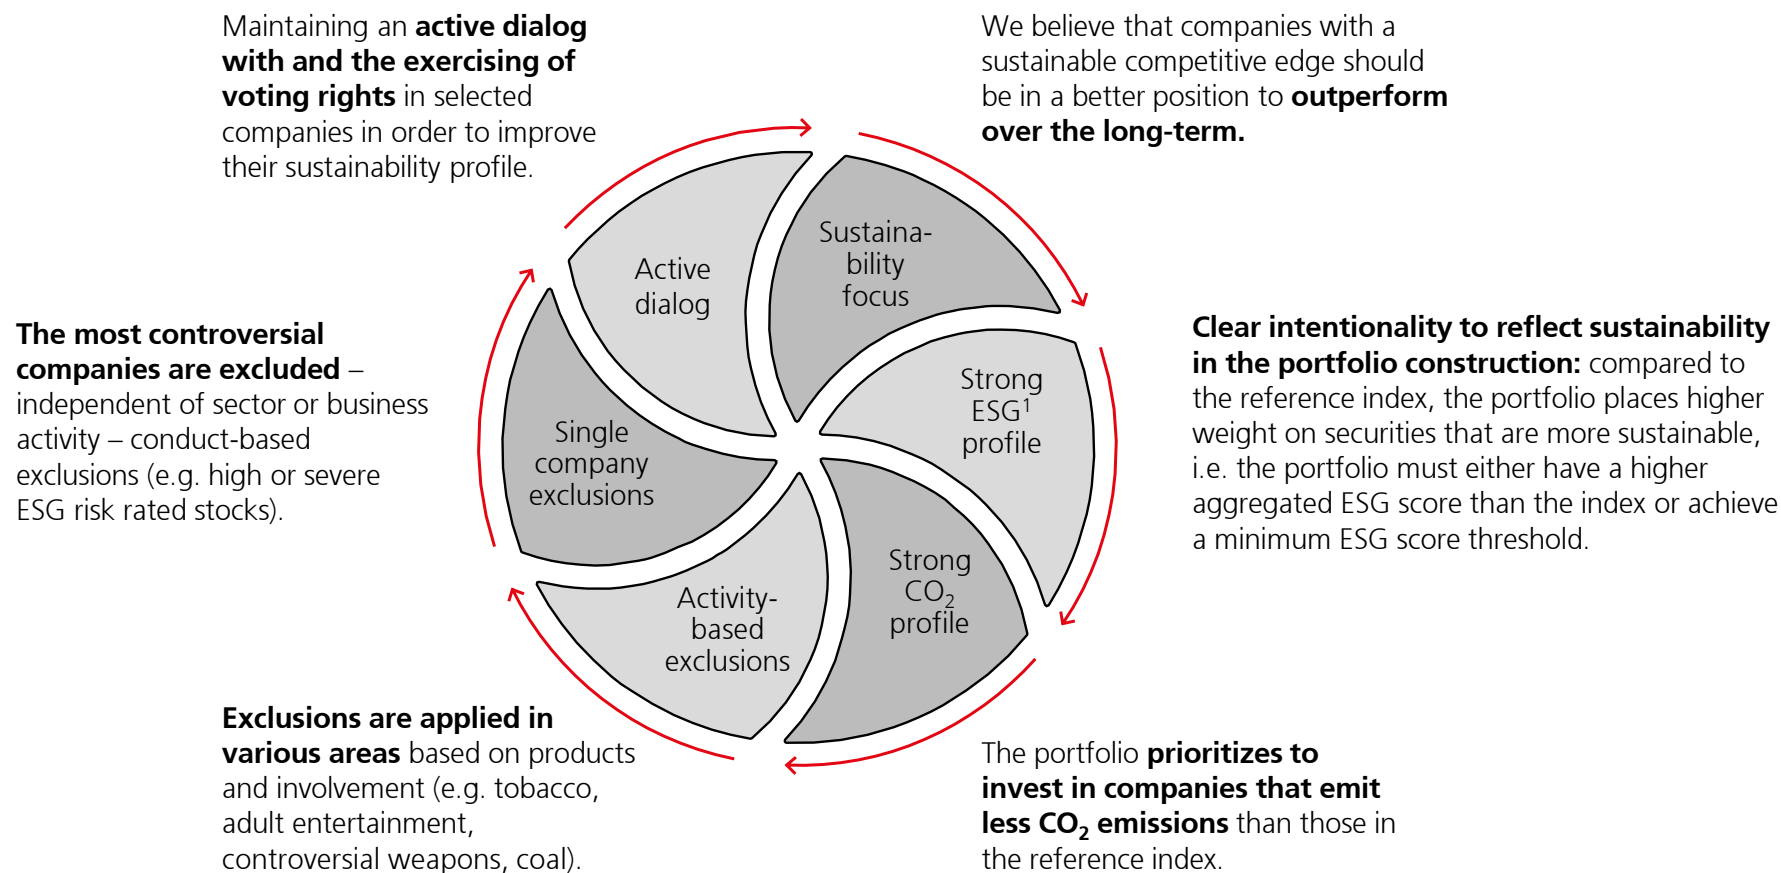 Maintaining an active dialog
with and the exercising of
voting rights in selected
companies in order to improve
their sustainability profile.
We believe that companies with a
sustainable competitive edge should
be in a better position to outperform
over the long-term.
Sustaina-
bility
focus
Active
dialog
The most controversial
companies are excluded –
independent of sector or business
activity – conduct-based
exclusions (e.g. high or severe
ESG risk rated stocks).
Single
company
exclusions
Strong
ESG¹
profile
Clear intentionality to reflect sustainability
in the portfolio construction: compared to
the reference index, the portfolio places higher
weight on securities that are more sustainable,
i.e. the portfolio must either have a higher
aggregated ESG score than the index or achieve
a minimum ESG score threshold.
Activity-
based
exclusions
Strong
CO₂
profile
Exclusions are applied in
various areas based on products
and involvement (e.g. tobacco,
adult entertainment,
controversial weapons, coal).
The portfolio prioritizes to
invest in companies that emit
less CO₂ emissions than those in
the reference index.